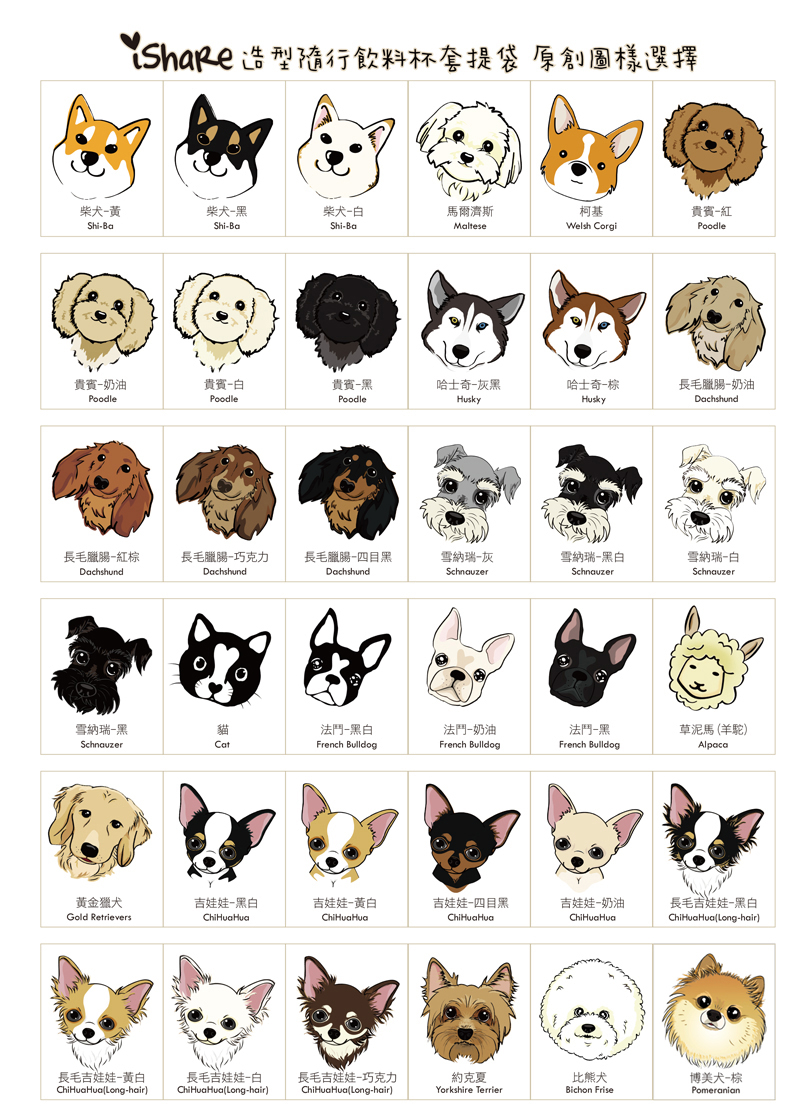 iShaRe 造型隨行飲料杯套提袋 原創圖樣選擇
柴犬-黃
Shi-Ba
柴犬-黑
Shi-Ba
柴犬-白
Shi-Ba
馬爾濟斯
Maltese
柯基
Welsh Corgi
貴賓-紅
Poodle
貴賓-奶油
Poodle
貴賓-白
Poodle
貴賓-黑
Poodle
哈士奇-灰黑
Husky
哈士奇-棕
Husky
長毛臘腸-奶油
Dachshund
長毛臘腸-紅棕
Dachshund
長毛臘腸-巧克力
Dachshund
長毛臘腸-四目黑
Dachshund
雪納瑞-灰
Schnauzer
雪納瑞-黑白
Schnauzer
雪納瑞-白
Schnauzer
雪納瑞-黑
Schnauzer
貓
Cat
法鬥-黑白
French Bulldog
法鬥-奶油
French Bulldog
法鬥-黑
French Bulldog
草泥馬(羊駝)
Alpaca
黃金獵犬
Gold Retrievers
吉娃娃-黑白
ChiHuaHua
吉娃娃-黃白
ChiHuaHua
吉娃娃-四目黑
ChiHuaHua
吉娃娃-奶油
ChiHuaHua
長毛吉娃娃-黑白
ChiHuaHua(Long-hair)
長毛吉娃娃-黃白
ChiHuaHua(Long-hair)
長毛吉娃娃-白
ChiHuaHua(Long-hair)
長毛吉娃娃-巧克力
ChiHuaHua(Long-hair)
約克夏
Yorkshire Terrier
比熊犬
Bichon Frise
博美犬-棕
Pomeranian